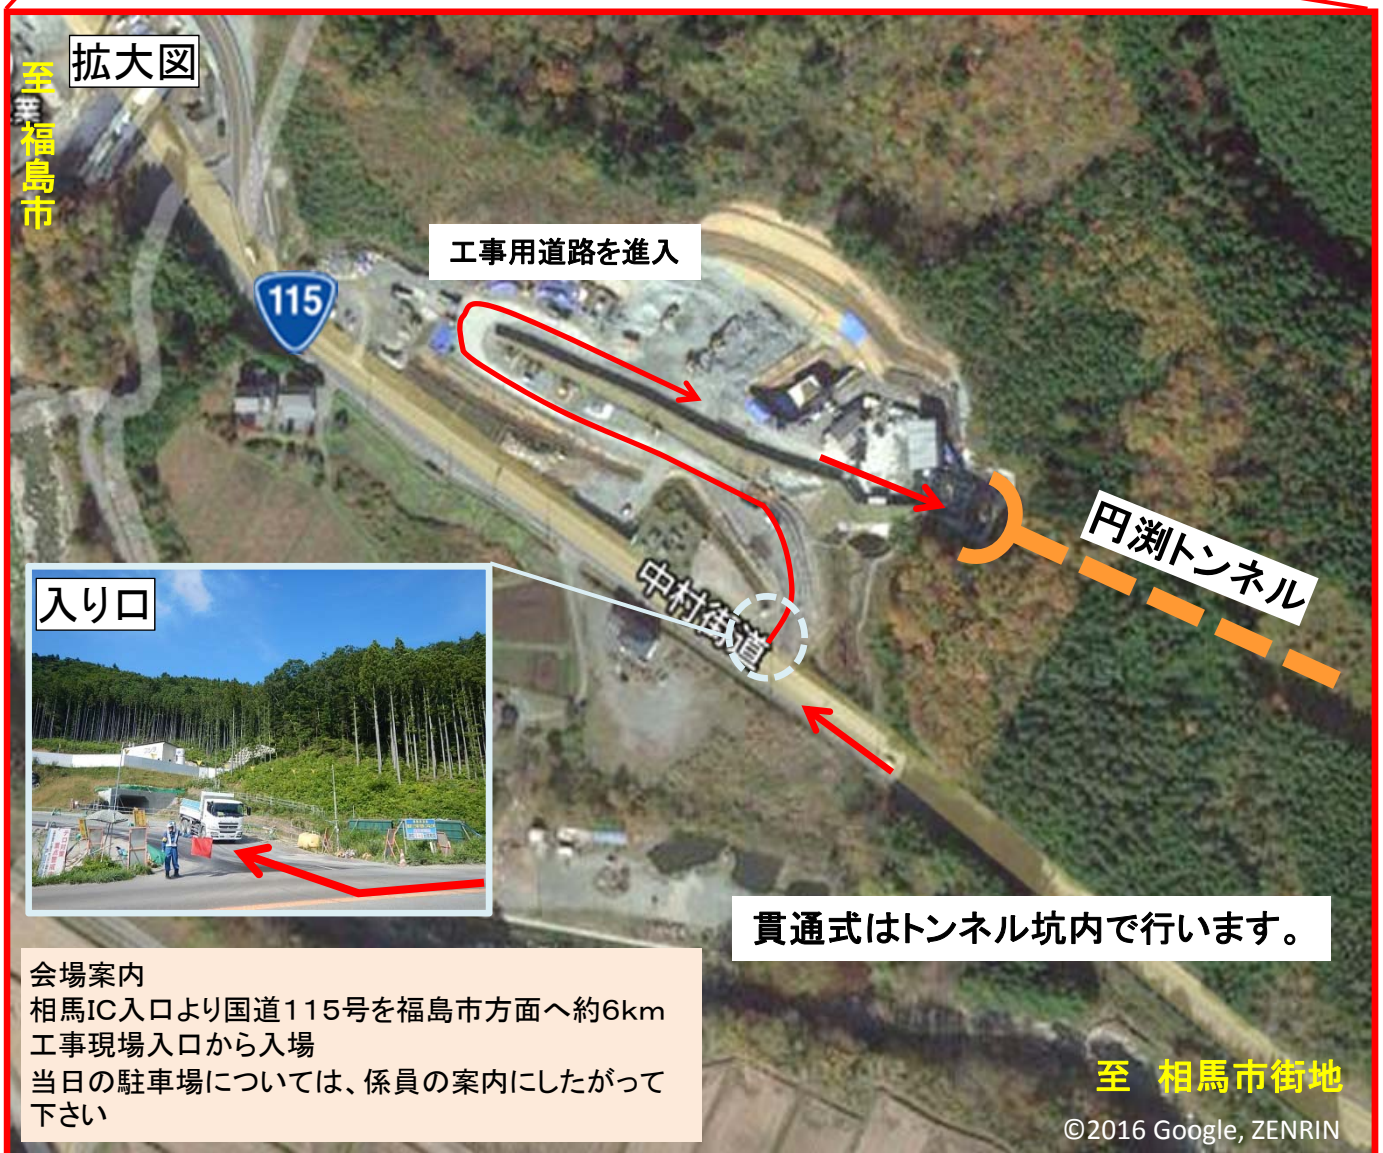 拡大図
至 福島市
工事用道路を進入
115
円渕トンネル
中村街道
入り口
貫通式はトンネル坑内で行います。
会場案内
相馬IC入口より国道115号を福島市方面へ約6km
工事現場入口から入場
当日の駐車場については、係員の案内にしたがって
下さい
至 相馬市街地
©2016 Google, ZENRIN